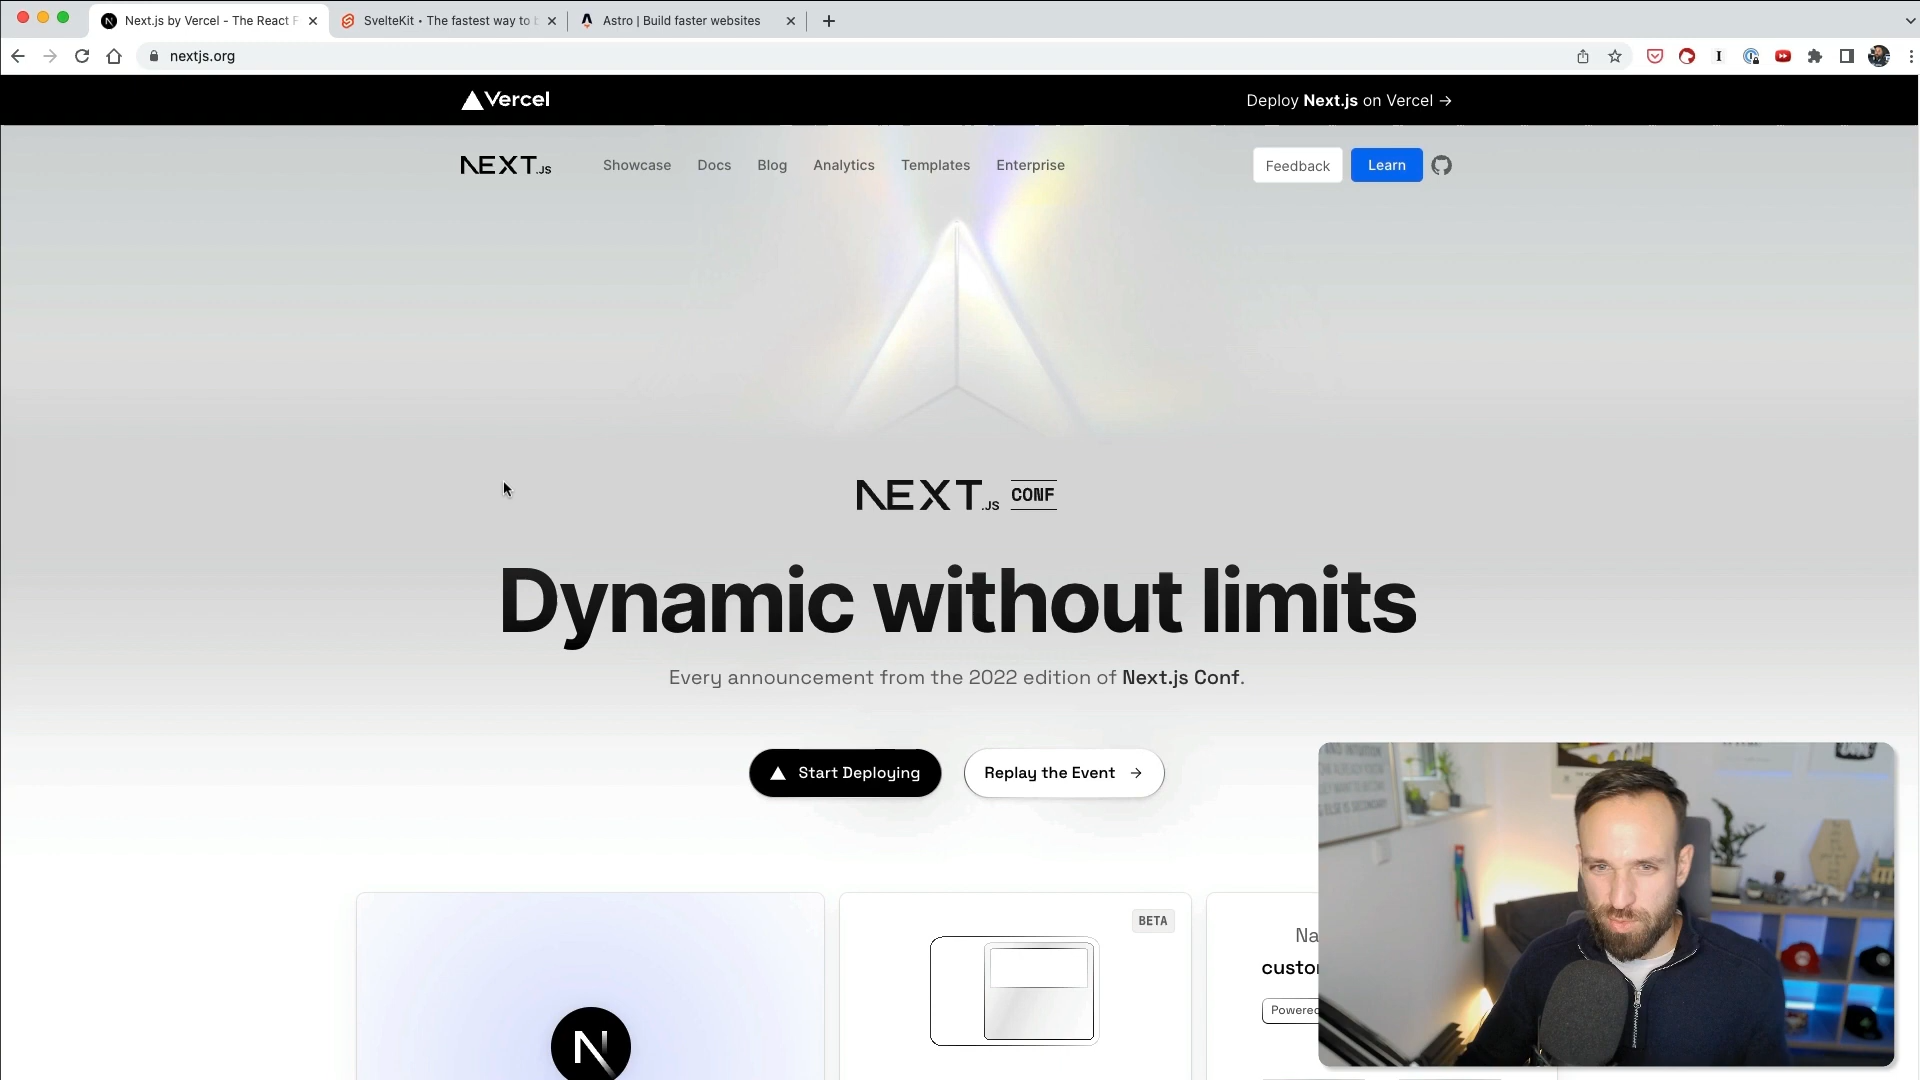 Next.js by Vercel - The React F
SvelteKit • The fastest way to b
Astro | Build faster websites
nextjs.org
Vercel
Deploy Next.js on Vercel →
NEXT.JS
Showcase
Docs
Blog
Analytics
Templates
Enterprise
Feedback
Learn
NEXT.JS CONF
Dynamic without limits
Every announcement from the 2022 edition of Next.js Conf.
Start Deploying
Replay the Event →
BETA
Na
custo
Powered
N